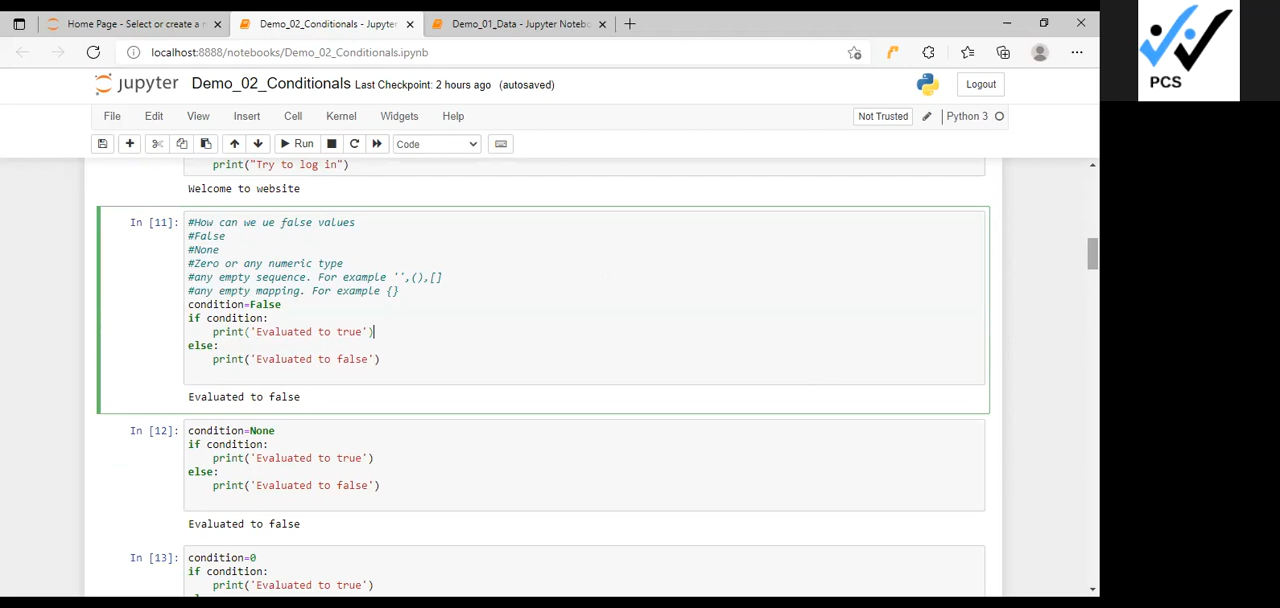 Home Page - Select or create a n
Demo_02_Conditionals - Jupyter
Demo_01_Data - Jupyter Notebo
localhost:8888/notebooks/Demo_02_Conditionals.ipynb
PCS
jupyter Demo_02_Conditionals Last Checkpoint: 2 hours ago (autosaved)
Logout
File Edit View Insert Cell Kernel Widgets Help
Not Trusted Python 3
Run Code
print("Try to log in")
Welcome to website
In [11]: #How can we ue false values
#False
#None
#Zero or any numeric type
#any empty sequence. For example '',(),[]
#any empty mapping. For example {}
condition=False
if condition:
print('Evaluated to true')
else:
print('Evaluated to false')
Evaluated to false
In [12]: condition=None
if condition:
print('Evaluated to true')
else:
print('Evaluated to false')
Evaluated to false
In [13]: condition=0
if condition:
print('Evaluated to true')